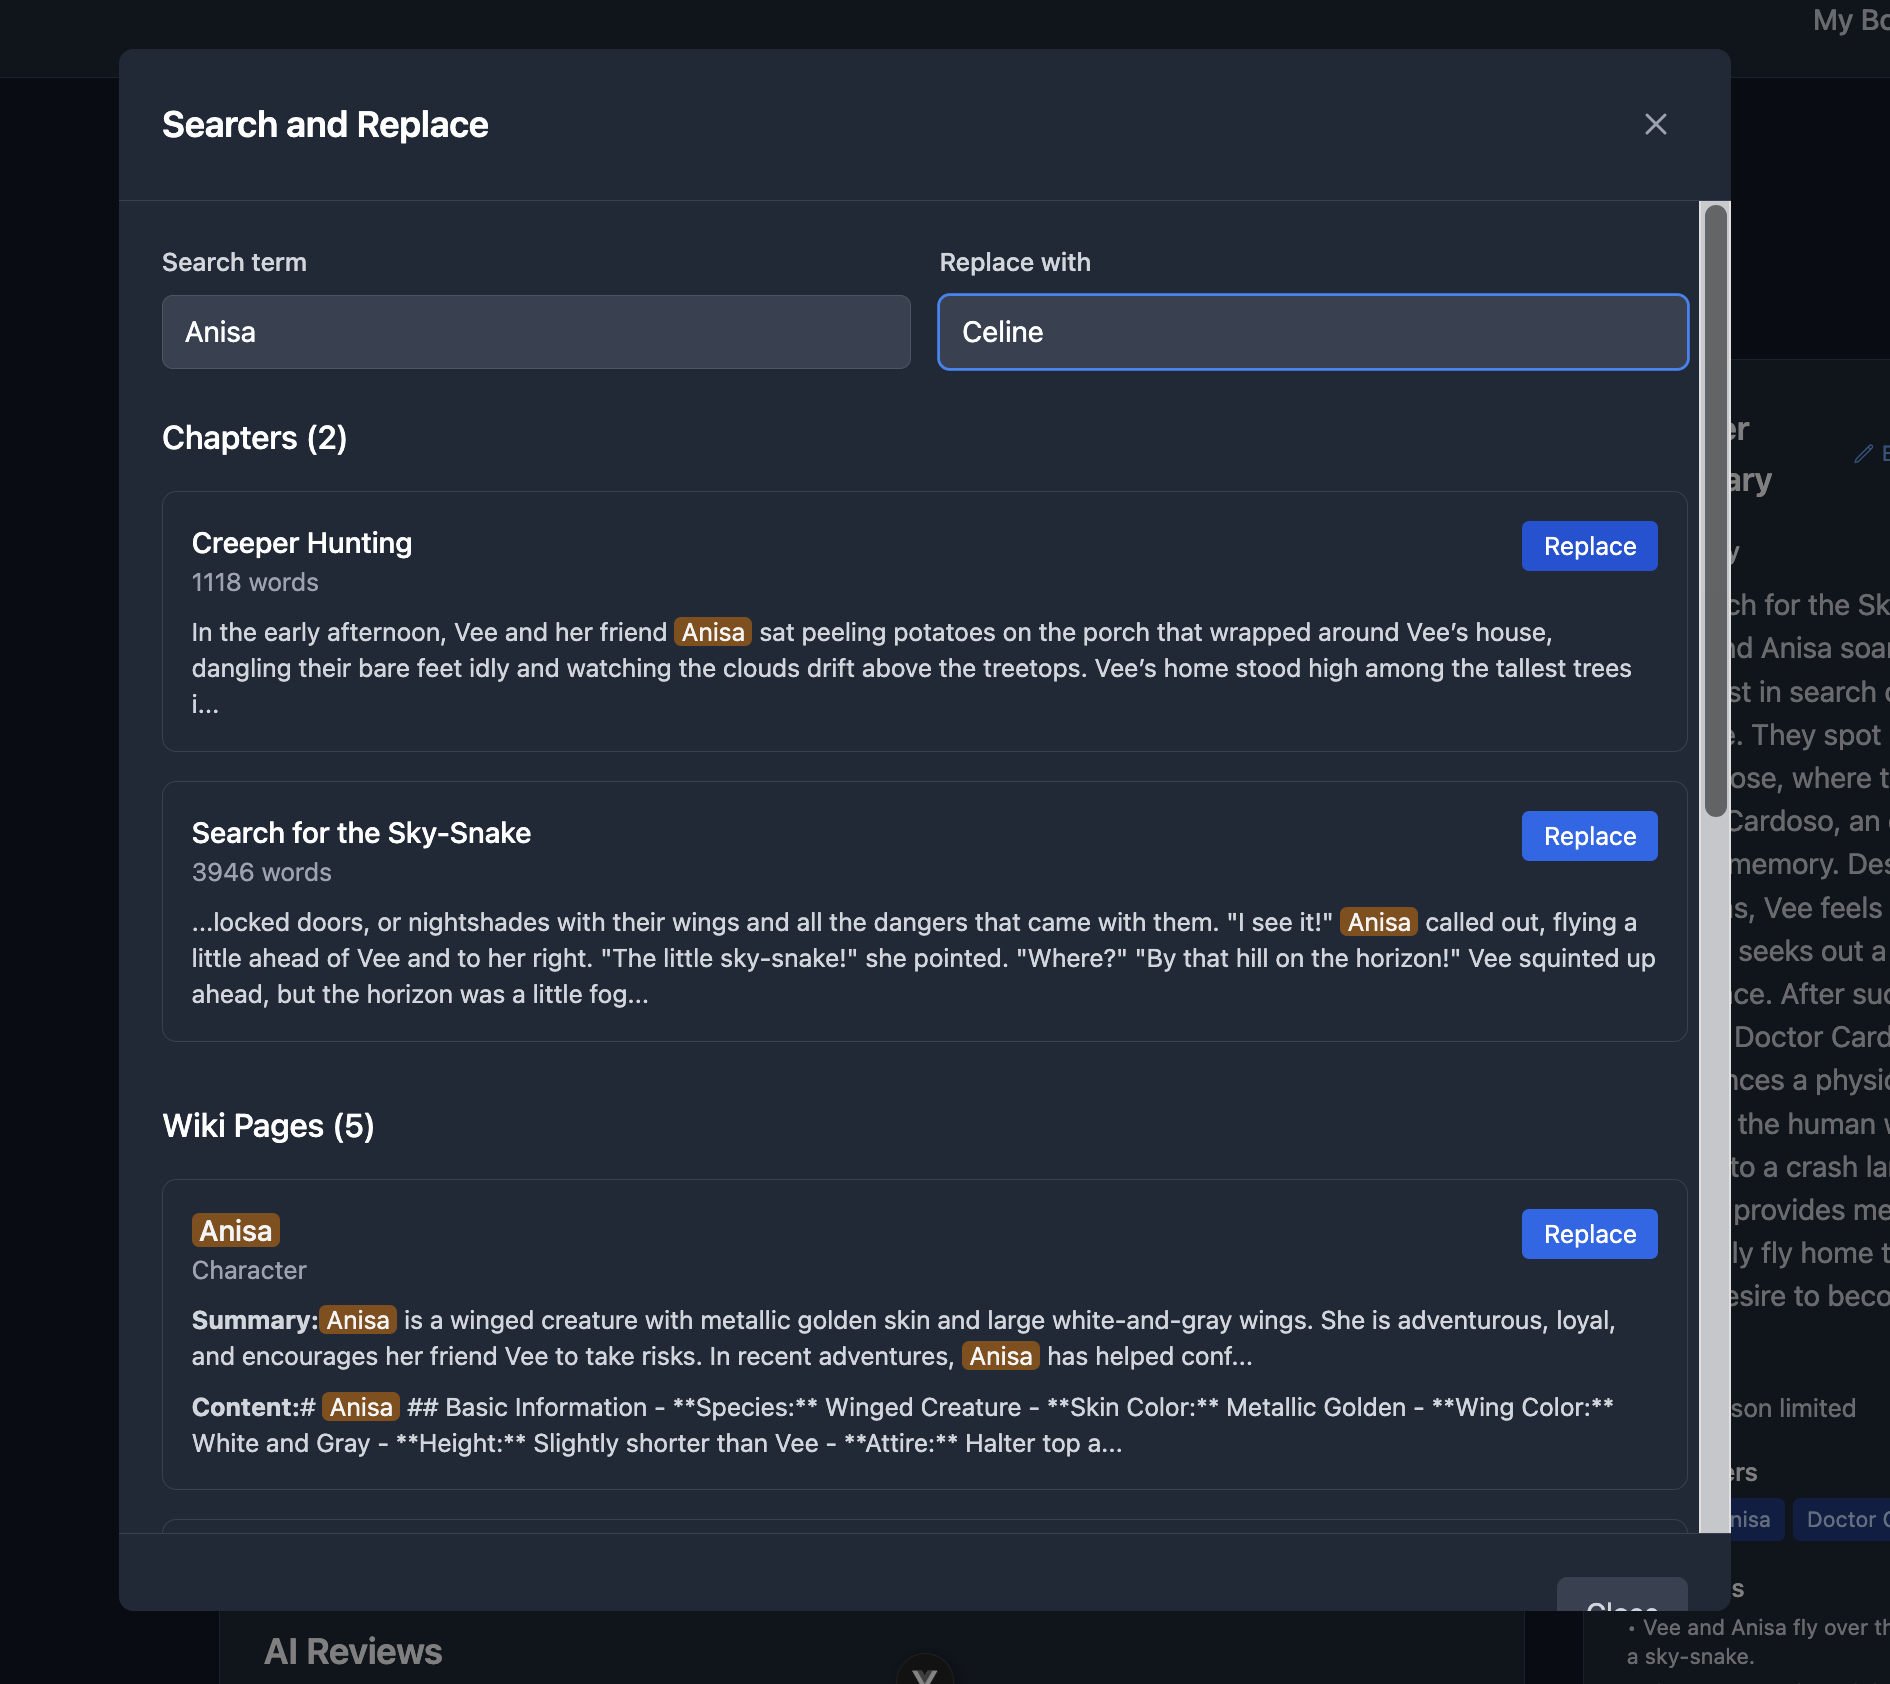 My Bo
Search and Replace
Search term
Replace with
Anisa
Celine
Chapters (2)
Creeper Hunting
Replace
1118 words
In the early afternoon, Vee and her friend Anisa sat peeling potatoes on the porch that wrapped around Vee’s house,
dangling their bare feet idly and watching the clouds drift above the treetops. Vee’s home stood high among the tallest trees
i...
Search for the Sky-Snake
Replace
3946 words
...locked doors, or nightshades with their wings and all the dangers that came with them. "I see it!" Anisa called out, flying a
little ahead of Vee and to her right. "The little sky-snake!" she pointed. "Where?" "By that hill on the horizon!" Vee squinted up
ahead, but the horizon was a little fog...
Wiki Pages (5)
Anisa
Replace
Character
Summary: Anisa is a winged creature with metallic golden skin and large white-and-gray wings. She is adventurous, loyal,
and encourages her friend Vee to take risks. In recent adventures, Anisa has helped conf...
Content:# Anisa ## Basic Information - **Species:** Winged Creature - **Skin Color:** Metallic Golden - **Wing Color:**
White and Gray - **Height:** Slightly shorter than Vee - **Attire:** Halter top a...
Close
AI Reviews
er
ary
y
ch for the Sk
nd Anisa soar
st in search
e. They spot
ose, where t
Cardoso, an
memory. Des
s, Vee feels
seeks out a
ce. After suc
Doctor Card
nces a physic
the human
to a crash la
provides me
ly fly home t
esire to beco
son limited
ers
nisa
Doctor C
s
• Vee and Anisa fly over th
a sky-snake.